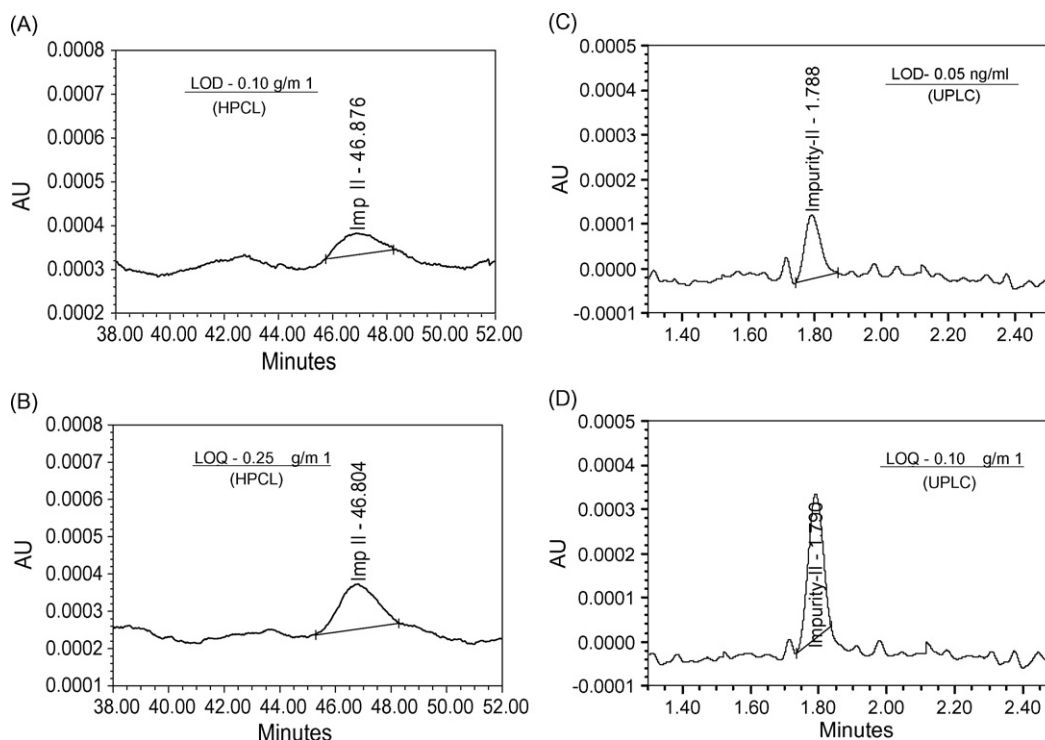 (A)
0.0008
0.0007
0.0006
0.0005
0.0004
0.0003
0.0002
AU
LOD - 0.10 g/m 1
(HPCL)
Imp II - 46.876
38.00 40.00 42.00 44.00 46.00 48.00 50.00 52.00
Minutes
(B)
0.0008
0.0007
0.0006
0.0005
0.0004
0.0003
0.0002
0.0001
AU
LOQ - 0.25 g/m 1
(HPCL)
Imp II - 46.804
38.00 40.00 42.00 44.00 46.00 48.00 50.00 52.00
Minutes
(C)
0.0005
0.0004
0.0003
0.0002
0.0001
0.0000
-0.0001
AU
LOD- 0.05 ng/ml
(UPLC)
Impurity-II - 1.788
1.40 1.60 1.80 2.00 2.20 2.40
Minutes
(D)
0.0005
0.0004
0.0003
0.0002
0.0001
0.0000
-0.0001
AU
LOQ - 0.10 g/m 1
(UPLC)
Impurity-II - 1.790
1.40 1.60 1.80 2.00 2.20 2.40
Minutes